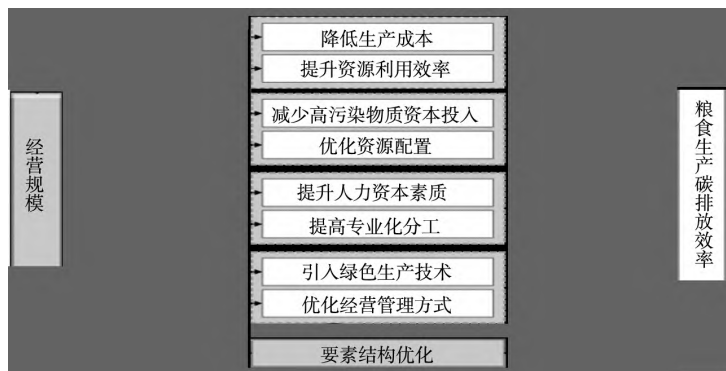 经营规模
降低生产成本
提升资源利用效率
减少高污染物质资本投入
优化资源配置
提升人力资本素质
提高专业化分工
引入绿色生产技术
优化经营管理方式
要素结构优化
粮食生产碳排放效率